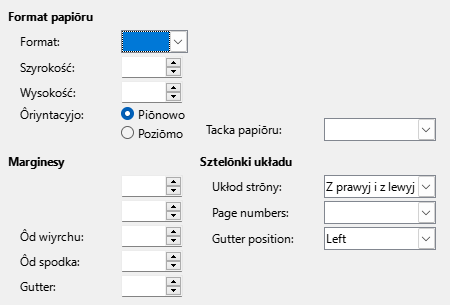 Format papiōru
Format:
Szyrokość:
Wysokość:
Ôriyntacyjo:
Piōnowo
Poziōmo
Tacka papiōru:
Marginesy
Ôd wiyrchu:
Ôd spodka:
Gutter:
Sztelōnki układu
Ukłod strōny:
Z prawyj i z lewyj
Page numbers:
Gutter position:
Left